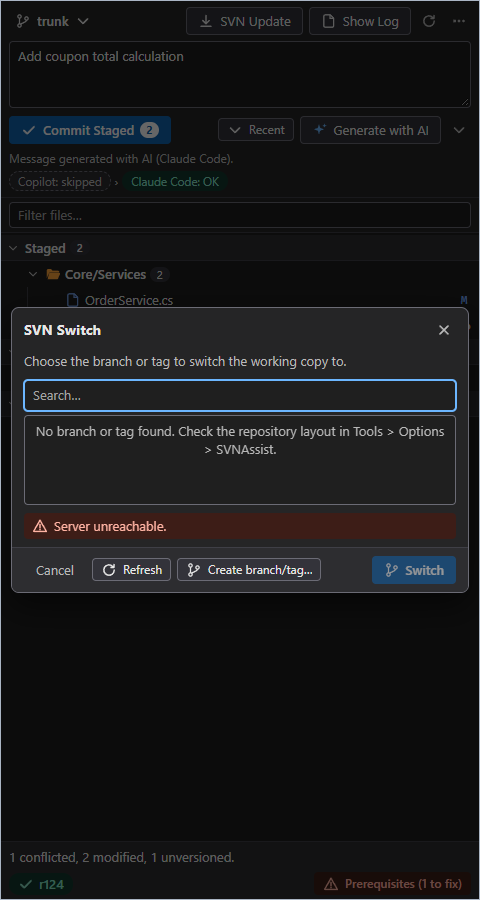 trunk
SVN Update
Show Log
Add coupon total calculation
Commit Staged 2
Recent
Generate with AI
Message generated with AI (Claude Code).
Copilot: skipped › Claude Code: OK
Filter files...
Staged 2
Core/Services 2
OrderService.cs M
SVN Switch
Choose the branch or tag to switch the working copy to.
Search...
No branch or tag found. Check the repository layout in Tools > Options
> SVNAssist.
Server unreachable.
Cancel
Refresh
Create branch/tag...
Switch
1 conflicted, 2 modified, 1 unversioned.
r124
Prerequisites (1 to fix)